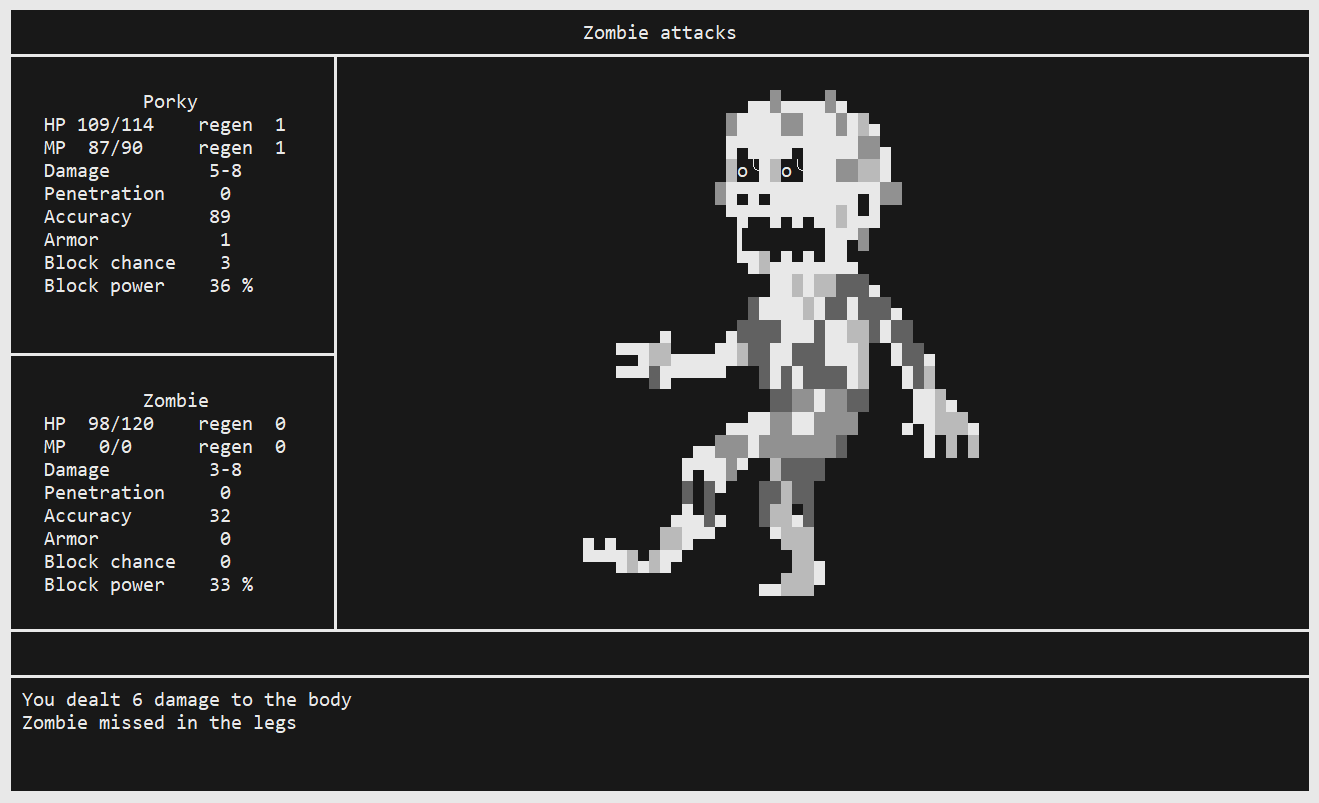 Zombie attacks
Porky
HP 109/114 regen 1
MP 87/90 regen 1
Damage 5-8
Penetration 0
Accuracy 89
Armor 1
Block chance 3
Block power 36 %
Zombie
HP 98/120 regen 0
MP 0/0 regen 0
Damage 3-8
Penetration 0
Accuracy 32
Armor 0
Block chance 0
Block power 33 %
You dealt 6 damage to the body
Zombie missed in the legs